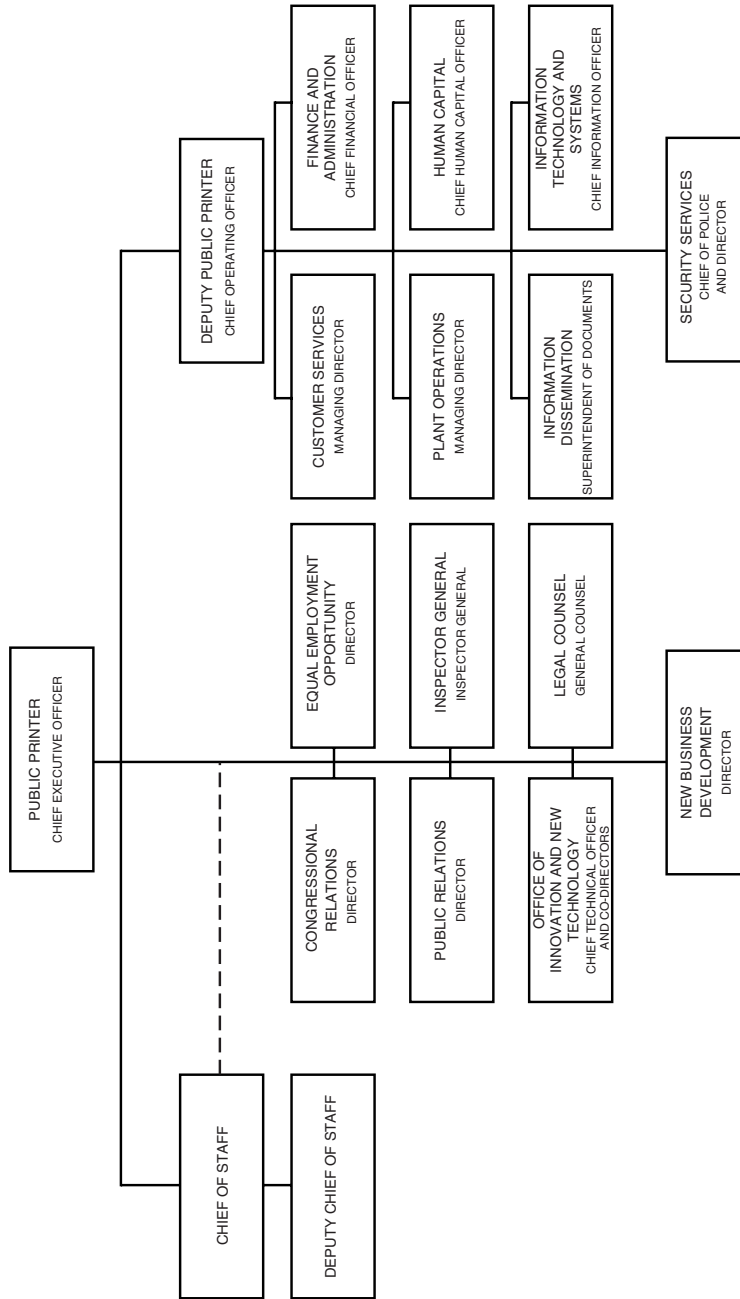 PUBLIC PRINTER
CHIEF EXECUTIVE OFFICER
CHIEF OF STAFF
DEPUTY CHIEF OF STAFF
DEPUTY PUBLIC PRINTER
CHIEF OPERATING OFFICER
CONGRESSIONAL
RELATIONS
DIRECTOR
EQUAL EMPLOYMENT
OPPORTUNITY
DIRECTOR
PUBLIC RELATIONS
DIRECTOR
INSPECTOR GENERAL
INSPECTOR GENERAL
OFFICE OF
INNOVATION AND NEW
TECHNOLOGY
CHIEF TECHNICAL OFFICER
AND CO-DIRECTORS
LEGAL COUNSEL
GENERAL COUNSEL
NEW BUSINESS
DEVELOPMENT
DIRECTOR
CUSTOMER SERVICES
MANAGING DIRECTOR
FINANCE AND
ADMINISTRATION
CHIEF FINANCIAL OFFICER
PLANT OPERATIONS
MANAGING DIRECTOR
HUMAN CAPITAL
CHIEF HUMAN CAPITAL OFFICER
INFORMATION
DISSEMINATION
SUPERINTENDENT OF DOCUMENTS
INFORMATION
TECHNOLOGY AND
SYSTEMS
CHIEF INFORMATION OFFICER
SECURITY SERVICES
CHIEF OF POLICE
AND DIRECTOR